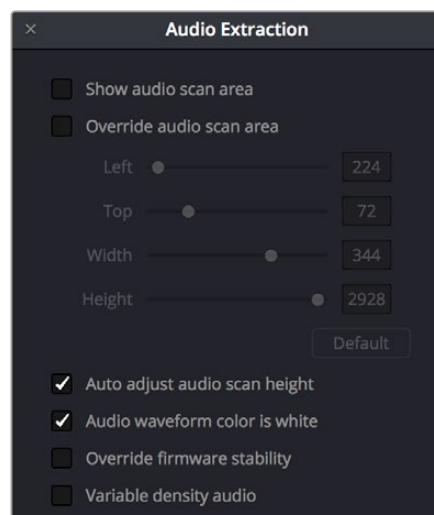 Audio Extraction
Show audio scan area
Override audio scan area
Left 224
Top 72
Width 344
Height 2928
Default
Auto adjust audio scan height
Audio waveform color is white
Override firmware stability
Variable density audio